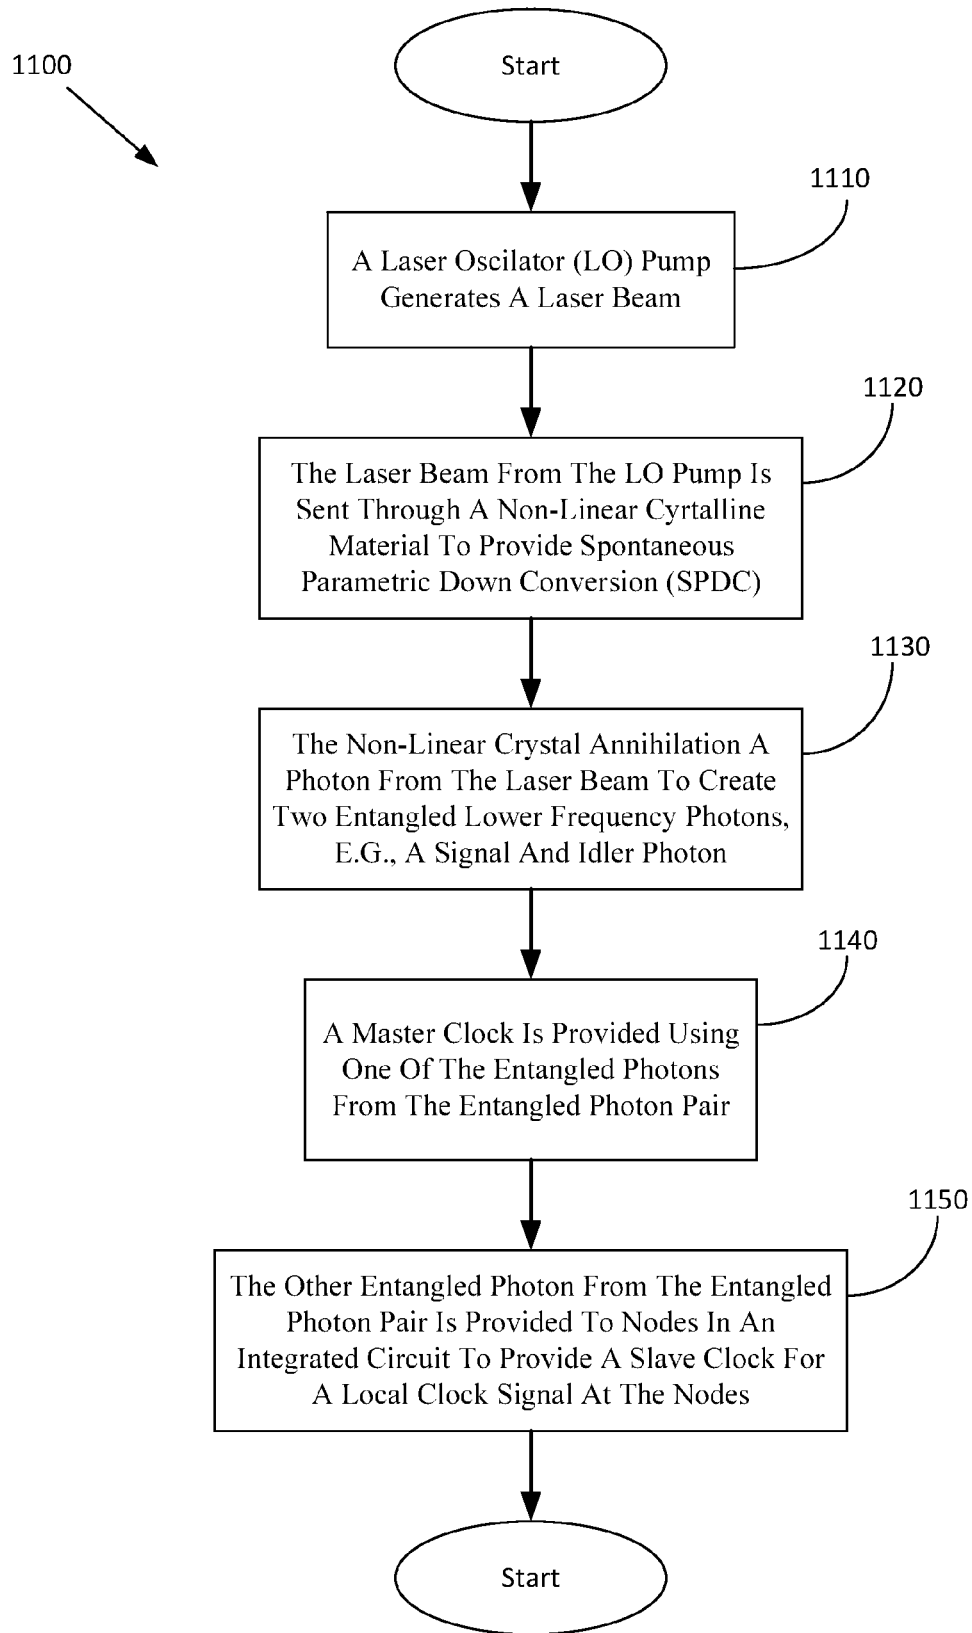 1100
Start
1110
A Laser Oscilator (LO) Pump
Generates A Laser Beam
1120
The Laser Beam From The LO Pump Is
Sent Through A Non-Linear Cyrtalline
Material To Provide Spontaneous
Parametric Down Conversion (SPDC)
1130
The Non-Linear Crystal Annihilation A
Photon From The Laser Beam To Create
Two Entangled Lower Frequency Photons,
E.G., A Signal And Idler Photon
1140
A Master Clock Is Provided Using
One Of The Entangled Photons
From The Entangled Photon Pair
1150
The Other Entangled Photon From The Entangled
Photon Pair Is Provided To Nodes In An
Integrated Circuit To Provide A Slave Clock For
A Local Clock Signal At The Nodes
Start